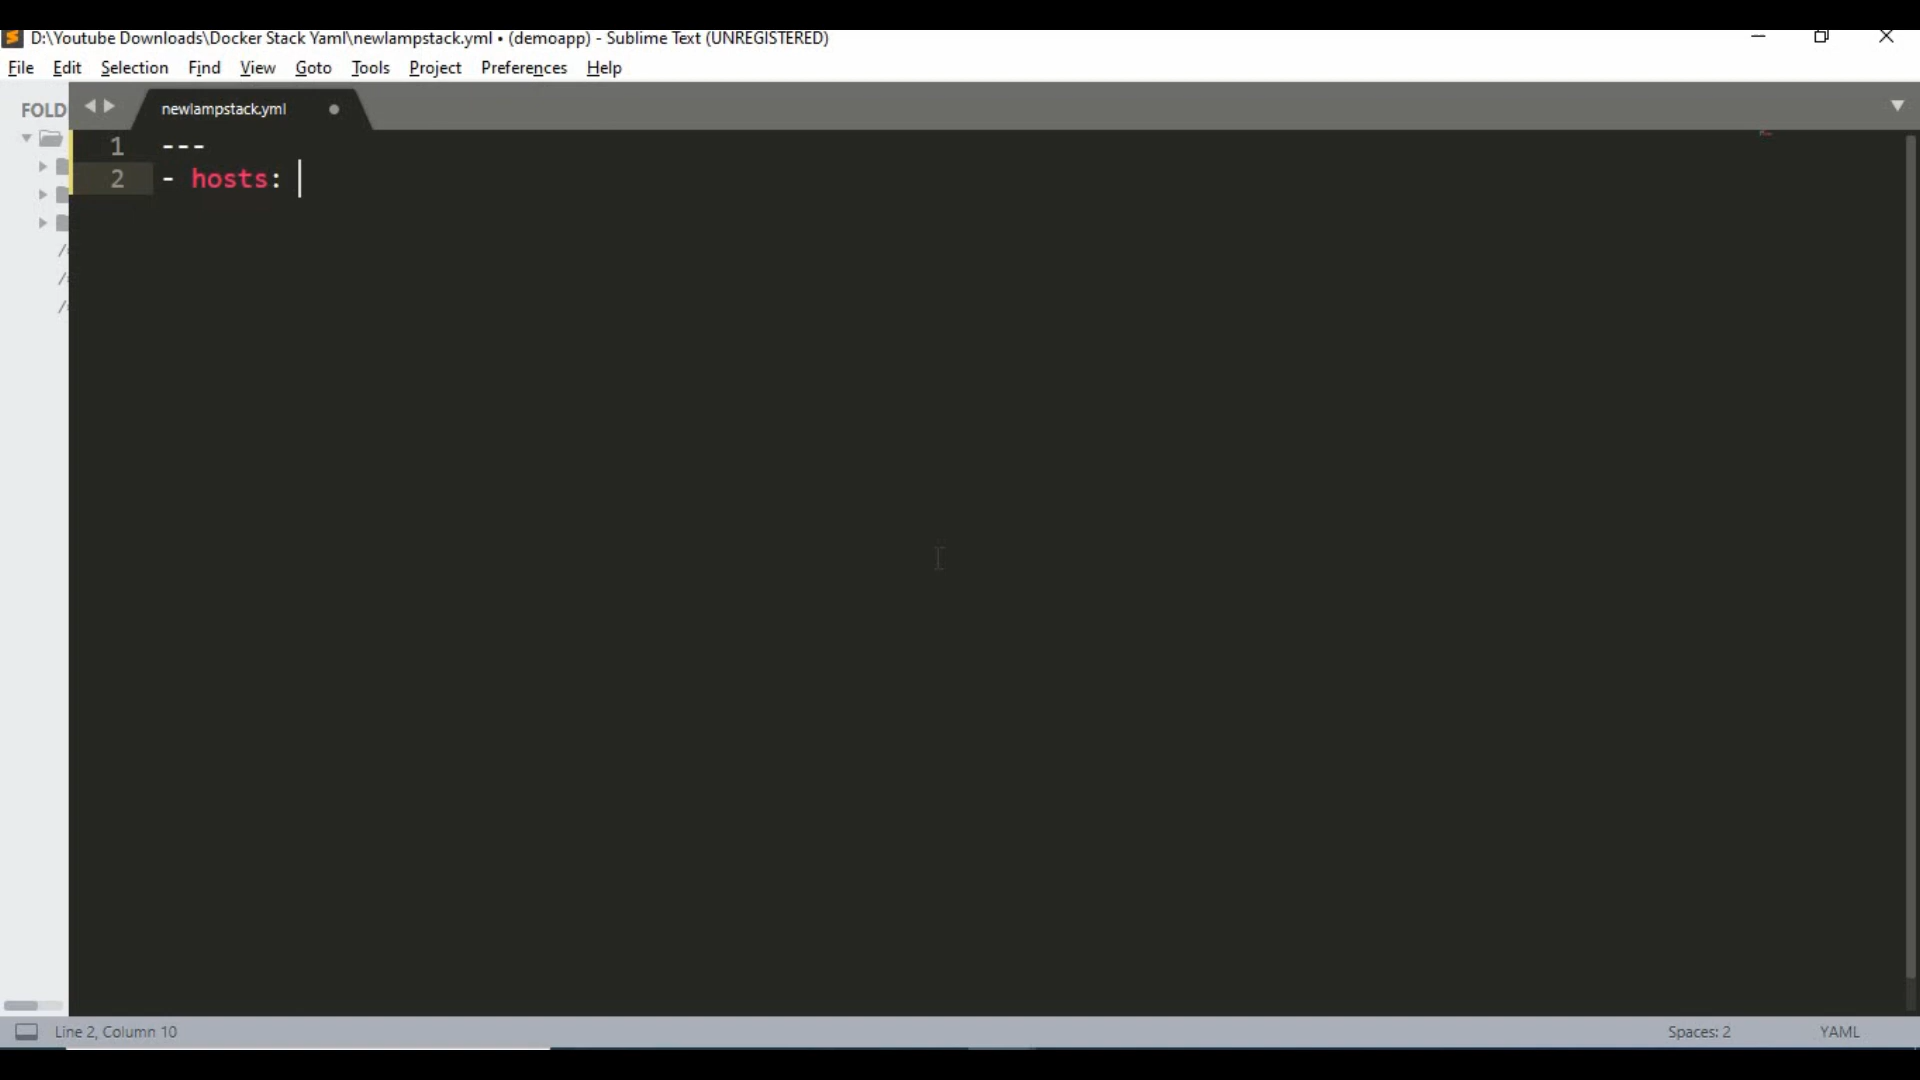 D:\Youtube Downloads\Docker Stack Yaml\newlampstack.yml • (demoapp) - Sublime Text (UNREGISTERED)
File Edit Selection Find View Goto Tools Project Preferences Help
FOLD
newlampstack.yml
1 ---
2 - hosts:
/*
/*
/*
Line 2, Column 10
Spaces: 2
YAML